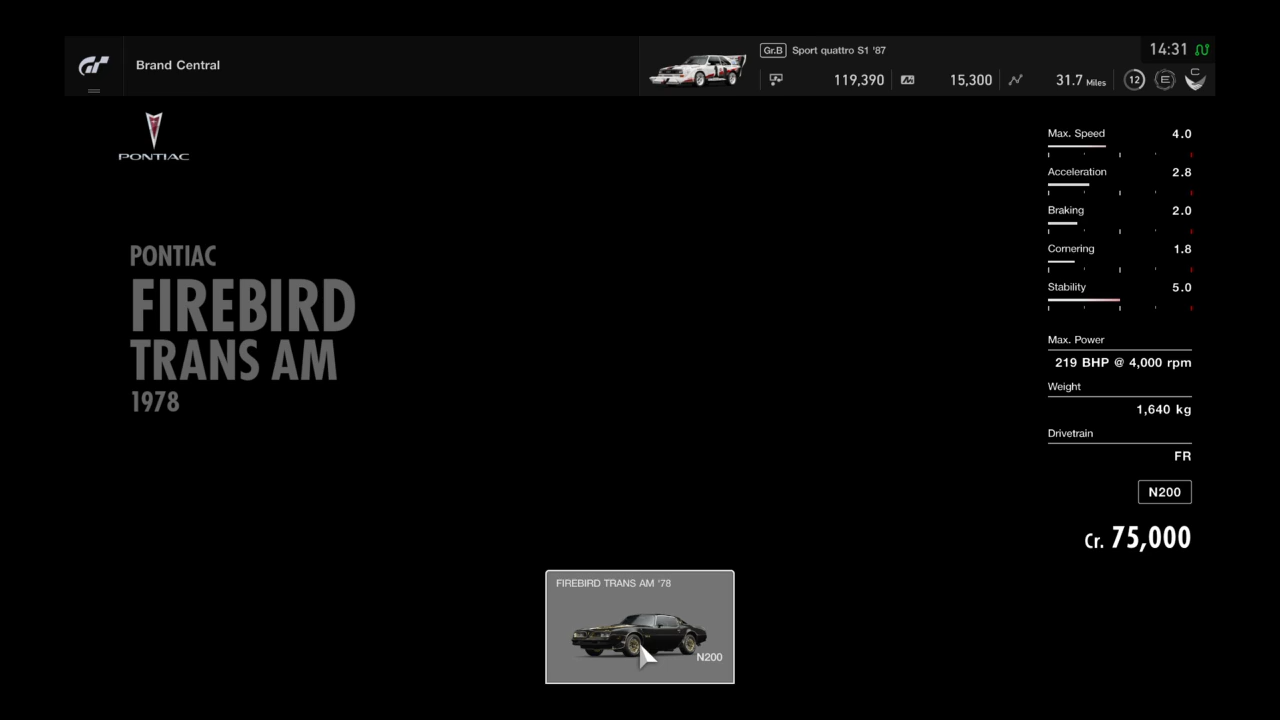 GT
Brand Central
Gr.B Sport quattro S1 '87
14:31
119,390 15,300 31.7 Miles 12 E C
PONTIAC
PONTIAC
FIREBIRD
TRANS AM
1978
Max. Speed 4.0
Acceleration 2.8
Braking 2.0
Cornering 1.8
Stability 5.0
Max. Power
219 BHP @ 4,000 rpm
Weight
1,640 kg
Drivetrain
FR
N200
Cr. 75,000
FIREBIRD TRANS AM '78
N200